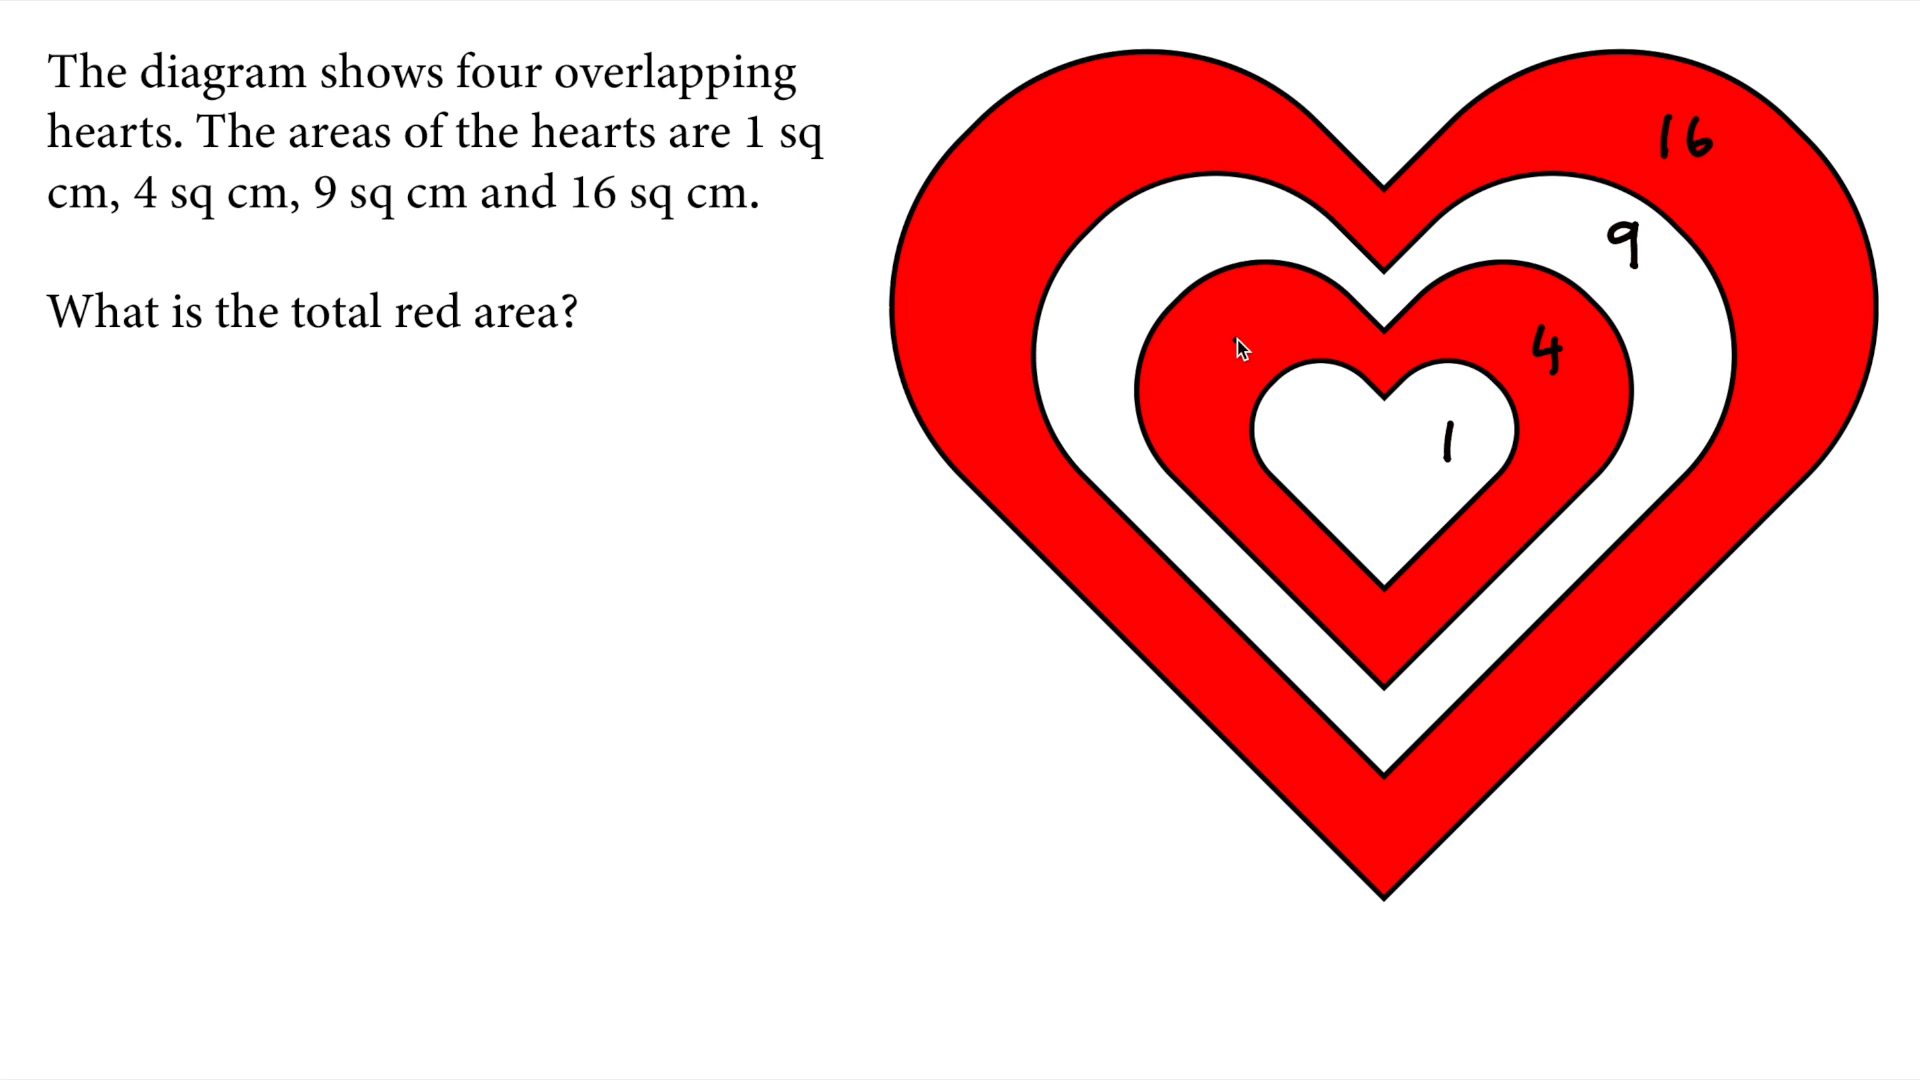 The diagram shows four overlapping
hearts. The areas of the hearts are 1 sq
cm, 4 sq cm, 9 sq cm and 16 sq cm.
What is the total red area?
16
9
4
1